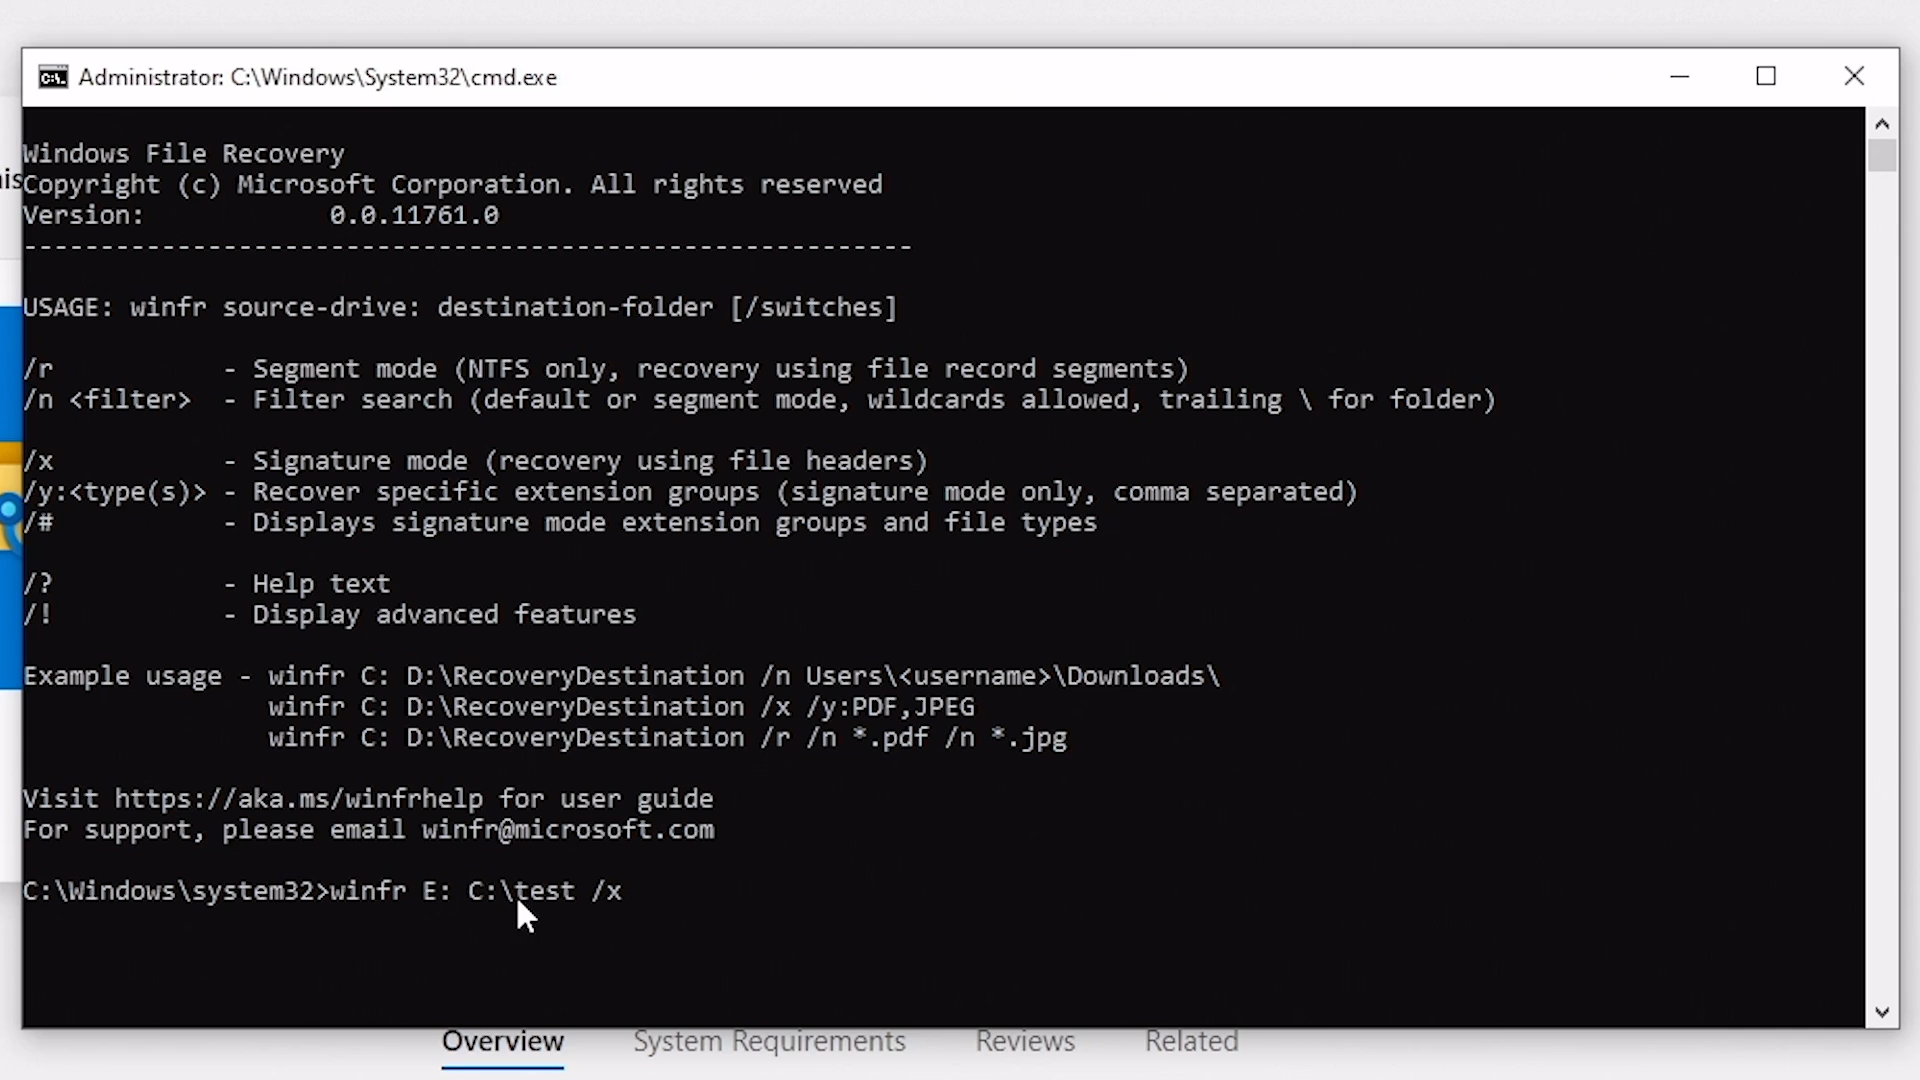 Administrator: C:\Windows\System32\cmd.exe
Windows File Recovery
Copyright (c) Microsoft Corporation. All rights reserved
Version:            0.0.11761.0
----------------------------------------------------------
USAGE: winfr source-drive: destination-folder [/switches]
/r           - Segment mode (NTFS only, recovery using file record segments)
/n <filter>  - Filter search (default or segment mode, wildcards allowed, trailing \ for folder)
/x           - Signature mode (recovery using file headers)
/y:<type(s)> - Recover specific extension groups (signature mode only, comma separated)
/#           - Displays signature mode extension groups and file types
/?           - Help text
/!           - Display advanced features
Example usage - winfr C: D:\RecoveryDestination /n Users\<username>\Downloads\
                winfr C: D:\RecoveryDestination /x /y:PDF,JPEG
                winfr C: D:\RecoveryDestination /r /n *.pdf /n *.jpg
Visit https://aka.ms/winfrhelp for user guide
For support, please email winfr@microsoft.com
C:\Windows\system32>winfr E: C:\test /x
Overview System Requirements Reviews Related